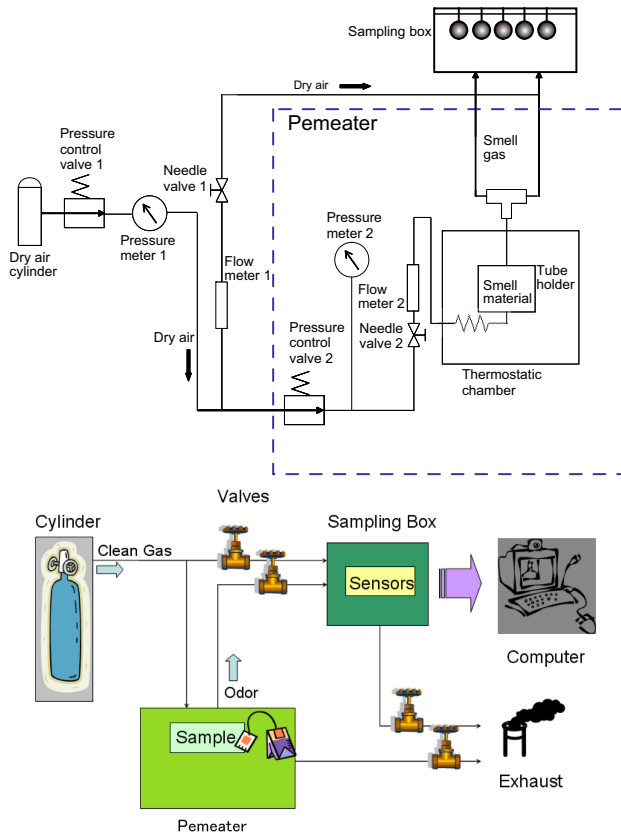 Sampling box
Dry air
Pemeater
Pressure
control
valve 1
Smell
gas
Needle
valve 1
Pressure
meter 2
Dry air
cylinder
Pressure
meter 1
Flow
meter 1
Flow
meter 2
Tube
holder
Smell
material
Dry air
Pressure
control
valve 2
Needle
valve 2
Thermostatic
chamber
Valves
Cylinder
Sampling Box
Clean Gas
Sensors
Computer
Odor
Sample
Exhaust
Pemeater